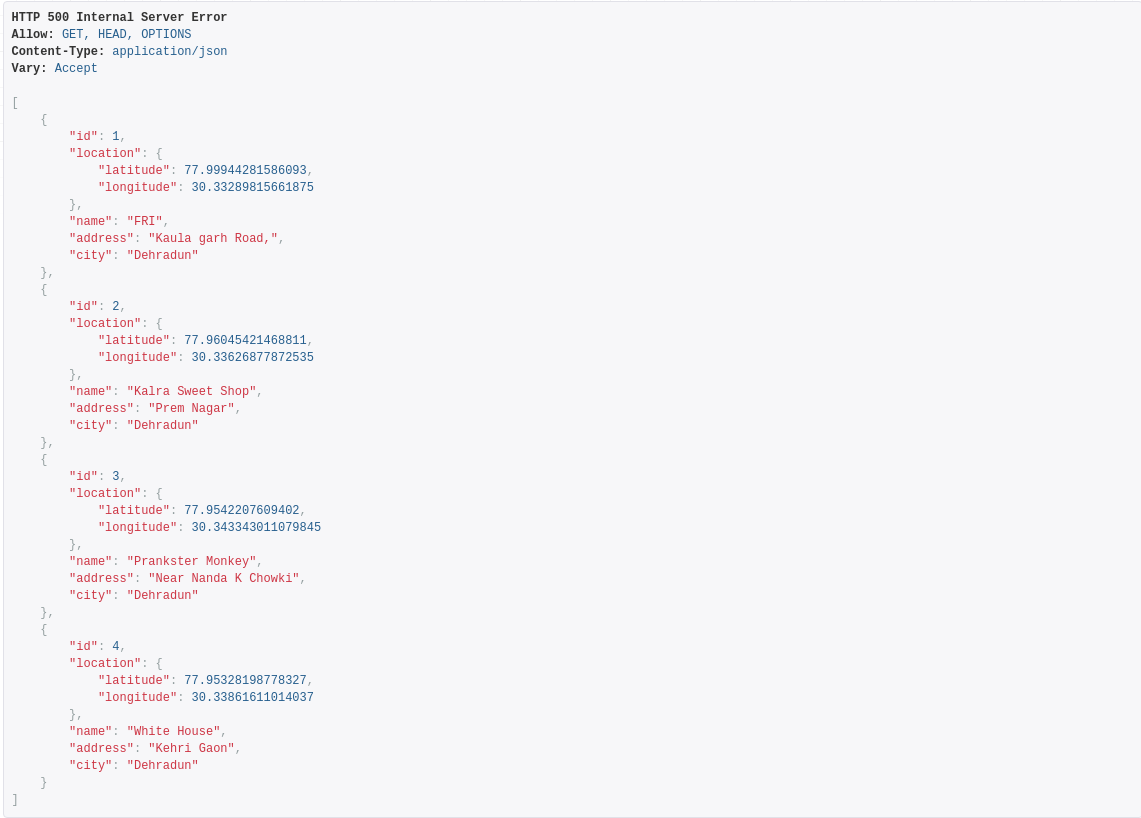 HTTP 500 Internal Server Error
Allow: GET, HEAD, OPTIONS
Content-Type: application/json
Vary: Accept

[
    {
        "id": 1,
        "location": {
            "latitude": 77.99944281586093,
            "longitude": 30.33289815661875
        },
        "name": "FRI",
        "address": "Kaula garh Road,",
        "city": "Dehradun"
    },
    {
        "id": 2,
        "location": {
            "latitude": 77.96045421468811,
            "longitude": 30.33626877872535
        },
        "name": "Kalra Sweet Shop",
        "address": "Prem Nagar",
        "city": "Dehradun"
    },
    {
        "id": 3,
        "location": {
            "latitude": 77.9542207609402,
            "longitude": 30.343343011079845
        },
        "name": "Prankster Monkey",
        "address": "Near Nanda K Chowki",
        "city": "Dehradun"
    },
    {
        "id": 4,
        "location": {
            "latitude": 77.95328198778327,
            "longitude": 30.33861611014037
        },
        "name": "White House",
        "address": "Kehri Gaon",
        "city": "Dehradun"
    }
]